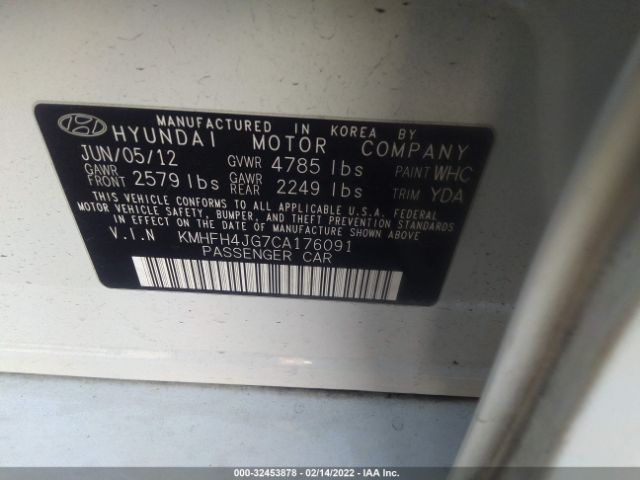 MANUFACTURED IN KOREA BY
HYUNDAI MOTOR COMPANY
JUN/05/12 GVWR 4785 lbs PAINT WHC
GAWR FRONT 2579 lbs GAWR REAR 2249 lbs TRIM YDA
THIS VEHICLE CONFORMS TO ALL APPLICABLE U.S.A. FEDERAL
MOTOR VEHICLE SAFETY, BUMPER, AND THEFT PREVENTION STANDARDS
IN EFFECT ON THE DATE OF MANUFACTURE SHOWN ABOVE.
V.I.N KMHFH4JG7CA176091
PASSENGER CAR
000-32453878 - 02/14/2022 - IAA Inc.